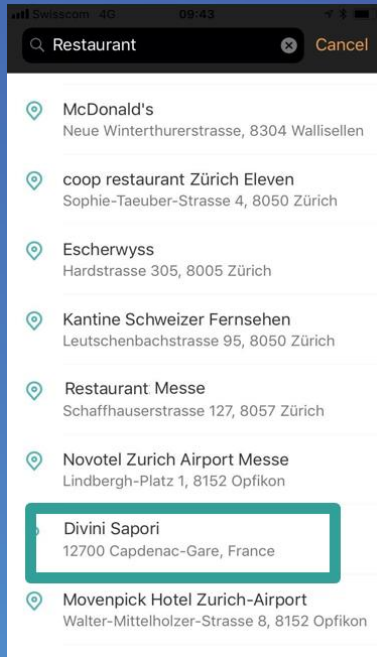 Swisscom 4G 09:43
Restaurant Cancel
McDonald's
Neue Winterthurerstrasse, 8304 Wallisellen
coop restaurant Zürich Eleven
Sophie-Taeuber-Strasse 4, 8050 Zürich
Escherwyss
Hardstrasse 305, 8005 Zürich
Kantine Schweizer Fernsehen
Leutschenbachstrasse 95, 8050 Zürich
Restaurant Messe
Schaffhauserstrasse 127, 8057 Zürich
Novotel Zurich Airport Messe
Lindbergh-Platz 1, 8152 Opfikon
Divini Sapori
12700 Capdenac-Gare, France
Movenpick Hotel Zurich-Airport
Walter-Mittelholzer-Strasse 8, 8152 Opfikon